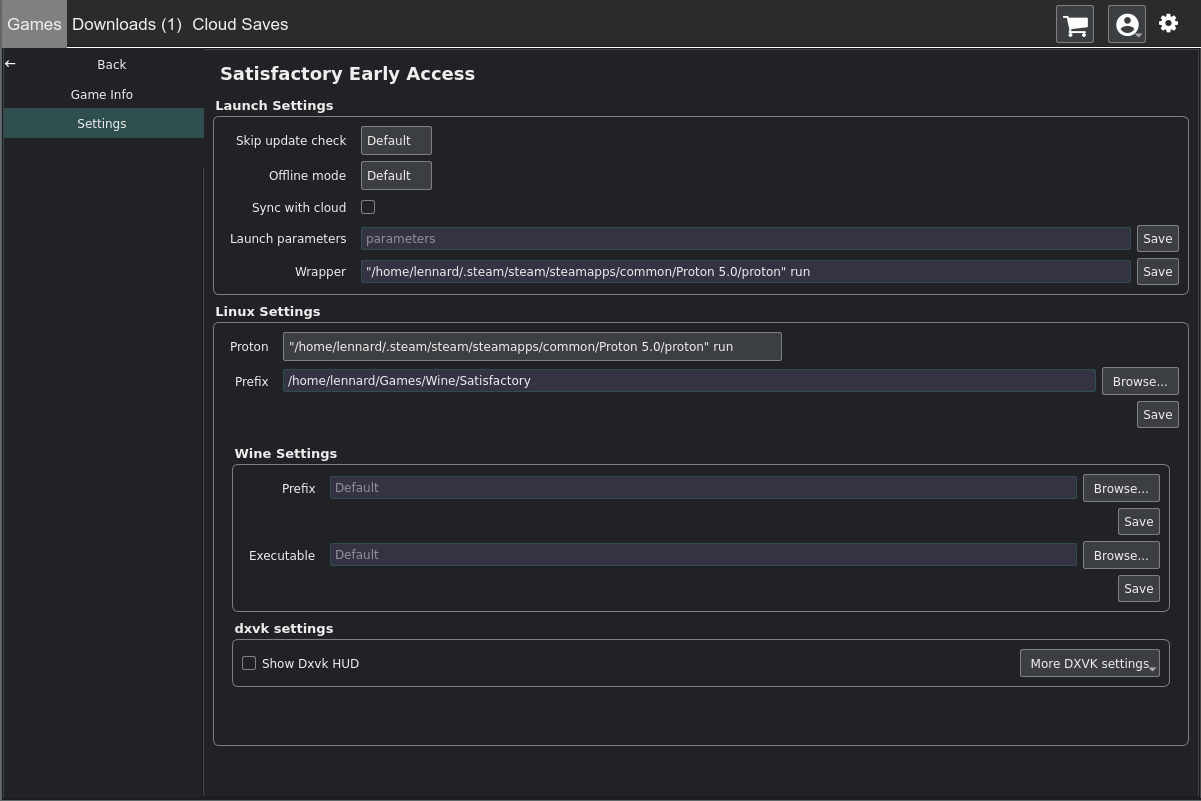 Games Downloads (1) Cloud Saves
← Back
Game Info
Settings
Satisfactory Early Access
Launch Settings
Skip update check Default
Offline mode Default
Sync with cloud
Launch parameters parameters Save
Wrapper "/home/lennard/.steam/steam/steamapps/common/Proton 5.0/proton" run Save
Linux Settings
Proton "/home/lennard/.steam/steam/steamapps/common/Proton 5.0/proton" run
Prefix /home/lennard/Games/Wine/Satisfactory Browse...
Save
Wine Settings
Prefix Default Browse...
Save
Executable Default Browse...
Save
dxvk settings
Show Dxvk HUD More DXVK settings